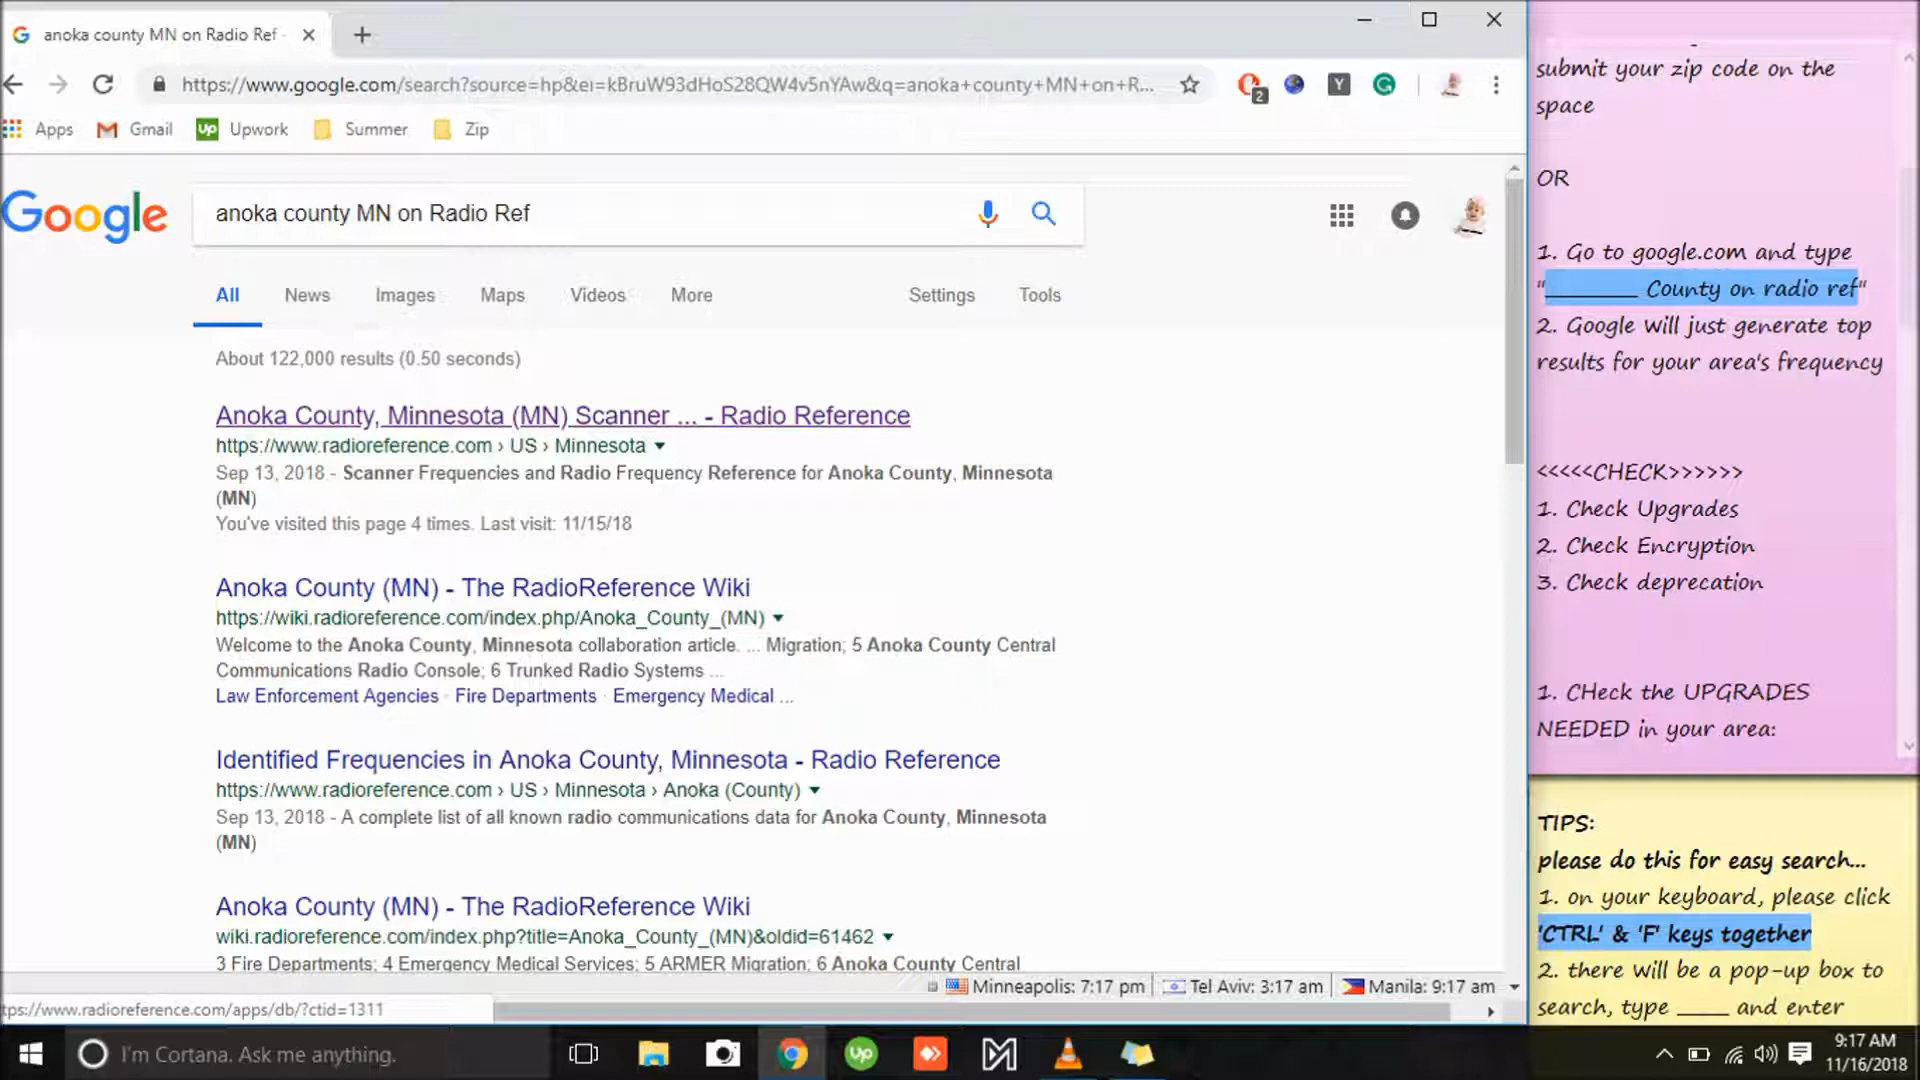 anoka county MN on Radio Ref -
https://www.google.com/search?source=hp&ei=kBruW93dHoS28QW4v5nYAw&q=anoka+county+MN+on+R...
2
Y
Apps
Gmail
Up Upwork
Summer
Zip
Google
anoka county MN on Radio Ref
All
News
Images
Maps
Videos
More
Settings
Tools
About 122,000 results (0.50 seconds)
Anoka County, Minnesota (MN) Scanner ... - Radio Reference
https://www.radioreference.com › US › Minnesota
Sep 13, 2018 - Scanner Frequencies and Radio Frequency Reference for Anoka County, Minnesota
(MN)
You've visited this page 4 times. Last visit: 11/15/18
Anoka County (MN) - The RadioReference Wiki
https://wiki.radioreference.com/index.php/Anoka_County_(MN)
Welcome to the Anoka County, Minnesota collaboration article. ... Migration; 5 Anoka County Central
Communications Radio Console; 6 Trunked Radio Systems ...
Law Enforcement Agencies · Fire Departments · Emergency Medical ...
Identified Frequencies in Anoka County, Minnesota - Radio Reference
https://www.radioreference.com › US › Minnesota › Anoka (County)
Sep 13, 2018 - A complete list of all known radio communications data for Anoka County, Minnesota
(MN)
Anoka County (MN) - The RadioReference Wiki
wiki.radioreference.com/index.php?title=Anoka_County_(MN)&oldid=61462
3 Fire Departments; 4 Emergency Medical Services; 5 ARMER Migration; 6 Anoka County Central
Minneapolis: 7:17 pm
Tel Aviv: 3:17 am
Manila: 9:17 am
tps://www.radioreference.com/apps/db/?ctid=1311
submit your zip code on the
space
OR
1. Go to google.com and type
"________ County on radio ref"
2. Google will just generate top
results for your area's frequency
<<<<<CHECK>>>>>>
1. Check Upgrades
2. Check Encryption
3. Check deprecation
1. CHeck the UPGRADES
NEEDED in your area:
TIPS:
please do this for easy search...
1. on your keyboard, please click
'CTRL' & 'F' keys together
2. there will be a pop-up box to
search, type _____ and enter
I'm Cortana. Ask me anything.
Up
9:17 AM
11/16/2018